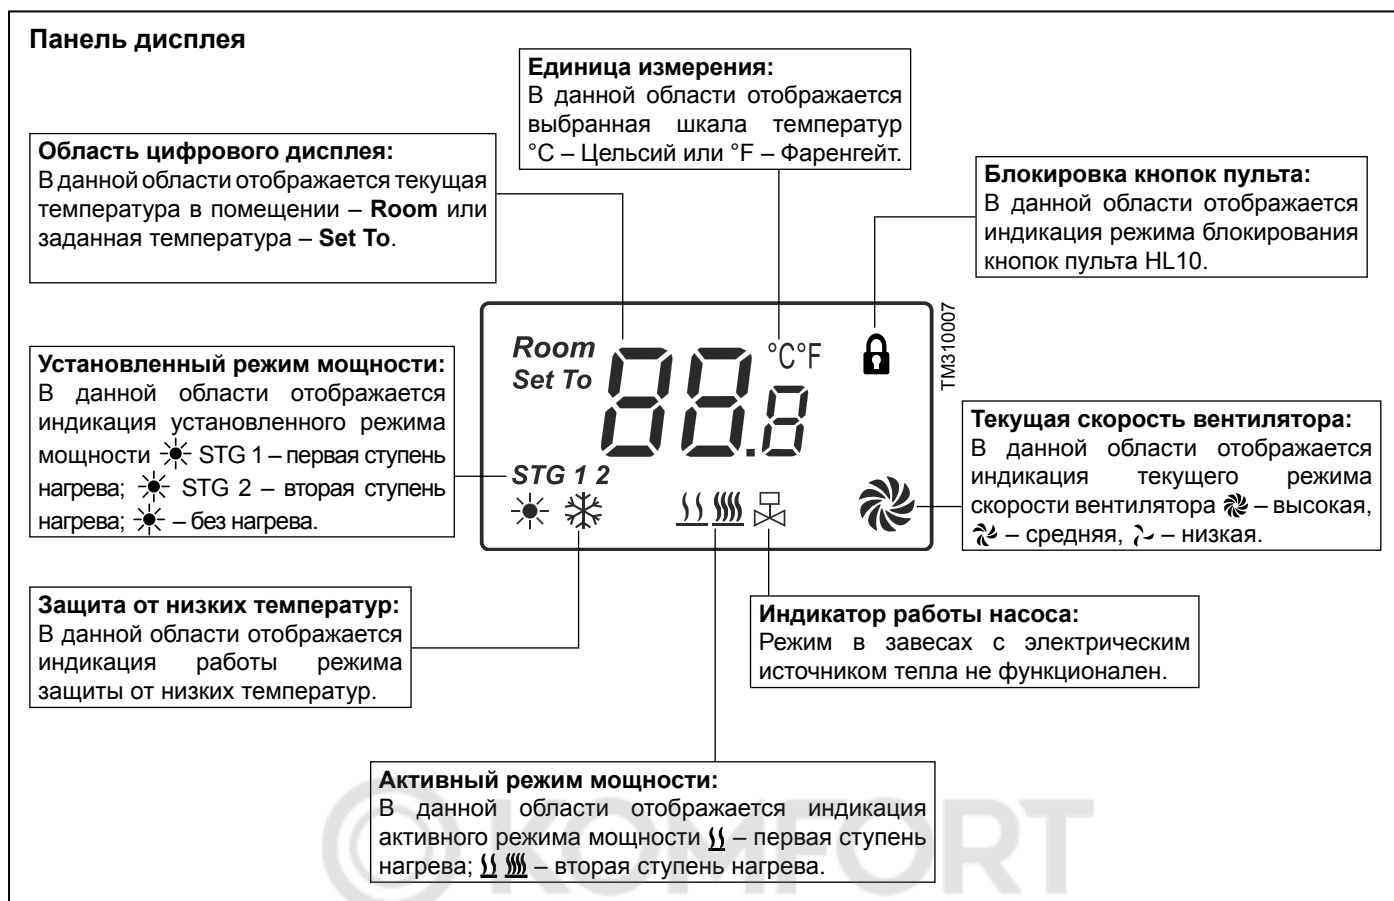 Панель дисплея
Единица измерения:
В данной области отображается
выбранная шкала температур
°C – Цельсий или °F – Фаренгейт.
Область цифрового дисплея:
В данной области отображается текущая
температура в помещении – Room или
заданная температура – Set To.
Блокировка кнопок пульта:
В данной области отображается
индикация режима блокирования
кнопок пульта HL10.
Room
Set To
88.8
°C°F
TM310007
STG 1 2
Установленный режим мощности:
В данной области отображается
индикация установленного режима
мощности STG 1 – первая ступень
нагрева; STG 2 – вторая ступень
нагрева; – без нагрева.
Текущая скорость вентилятора:
В данной области отображается
индикация текущего режима
скорости вентилятора – высокая,
– средняя, – низкая.
Защита от низких температур:
В данной области отображается
индикация работы режима
защиты от низких температур.
Индикатор работы насоса:
Режим в завесах с электрическим
источником тепла не функционален.
Активный режим мощности:
В данной области отображается индикация
активного режима мощности – первая ступень
нагрева; – вторая ступень нагрева.
KOMFORT